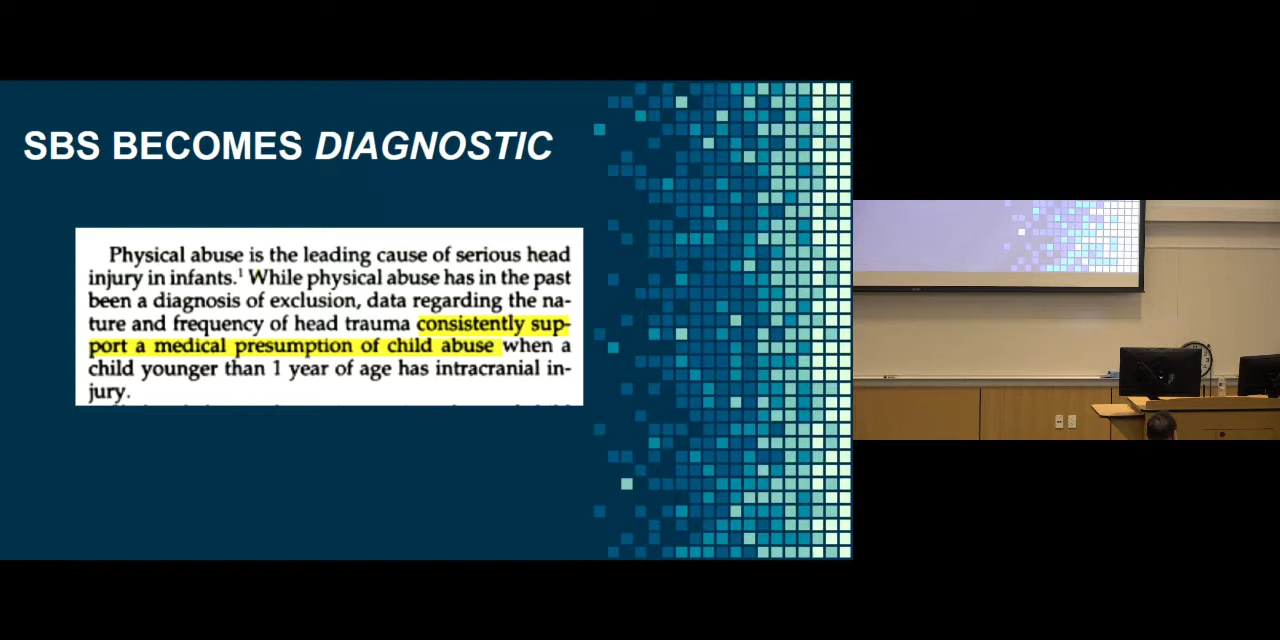 SBS BECOMES DIAGNOSTIC
Physical abuse is the leading cause of serious head
injury in infants.¹ While physical abuse has in the past
been a diagnosis of exclusion, data regarding the na-
ture and frequency of head trauma consistently sup-
port a medical presumption of child abuse when a
child younger than 1 year of age has intracranial in-
jury.